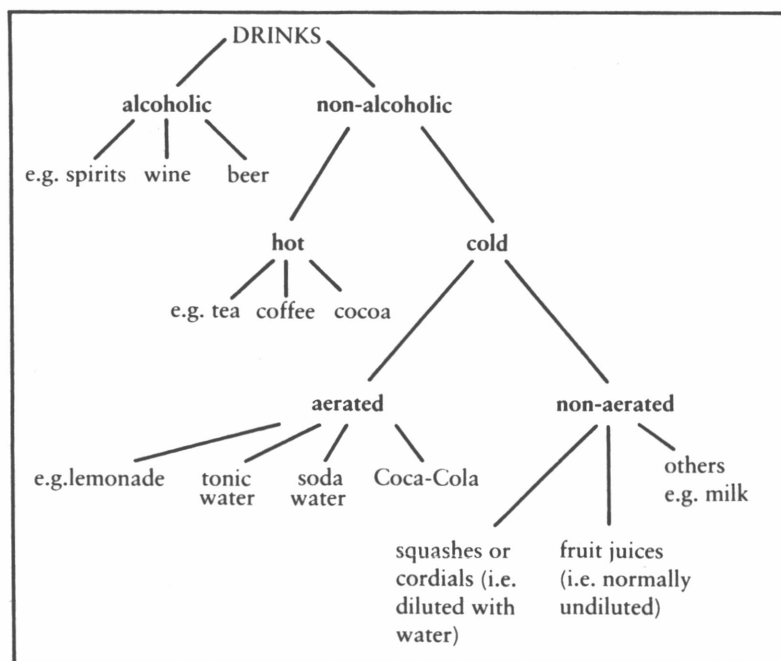 DRINKS
alcoholic non-alcoholic
e.g. spirits wine beer
hot cold
e.g. tea coffee cocoa
aerated non-aerated
e.g.lemonade tonic water soda water Coca-Cola
others
e.g. milk
squashes or
cordials (i.e.
diluted with
water)
fruit juices
(i.e. normally
undiluted)